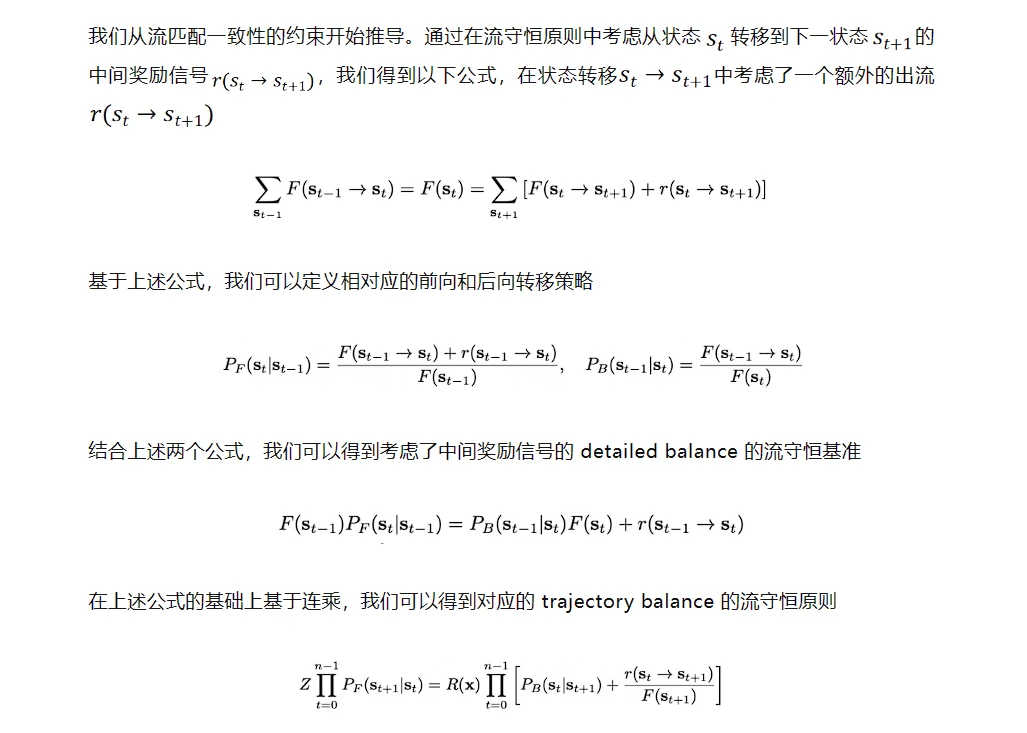 我们从流匹配一致性的约束开始推导。通过在流守恒原则中考虑从状态 $s_t$ 转移到下一状态 $s_{t+1}$ 的
中间奖励信号 $r(s_t \to s_{t+1})$，我们得到以下公式，在状态转移$s_t \to s_{t+1}$中考虑了一个额外的出流
$r(s_t \to s_{t+1})$
$\sum_{\mathbf{s}_{t-1}} F(\mathbf{s}_{t-1} \to \mathbf{s}_t) = F(\mathbf{s}_t) = \sum_{\mathbf{s}_{t+1}} [F(\mathbf{s}_t \to \mathbf{s}_{t+1}) + r(\mathbf{s}_t \to \mathbf{s}_{t+1})]$
基于上述公式，我们可以定义相对应的前向和后向转移策略
$P_F(\mathbf{s}_t|\mathbf{s}_{t-1}) = \frac{F(\mathbf{s}_{t-1} \to \mathbf{s}_t) + r(\mathbf{s}_{t-1} \to \mathbf{s}_t)}{F(\mathbf{s}_{t-1})}, \quad P_B(\mathbf{s}_{t-1}|\mathbf{s}_t) = \frac{F(\mathbf{s}_{t-1} \to \mathbf{s}_t)}{F(\mathbf{s}_t)}$
结合上述两个公式，我们可以得到考虑了中间奖励信号的 detailed balance 的流守恒基准
$F(\mathbf{s}_{t-1})P_F(\mathbf{s}_t|\mathbf{s}_{t-1}) = P_B(\mathbf{s}_{t-1}|\mathbf{s}_t)F(\mathbf{s}_t) + r(\mathbf{s}_{t-1} \to \mathbf{s}_t)$
在上述公式的基础上基于连乘，我们可以得到对应的 trajectory balance 的流守恒原则
$Z \prod_{t=0}^{n-1} P_F(\mathbf{s}_{t+1}|\mathbf{s}_t) = R(\mathbf{x}) \prod_{t=0}^{n-1} \left[ P_B(\mathbf{s}_t|\mathbf{s}_{t+1}) + \frac{r(\mathbf{s}_t \to \mathbf{s}_{t+1})}{F(\mathbf{s}_{t+1})} \right]$